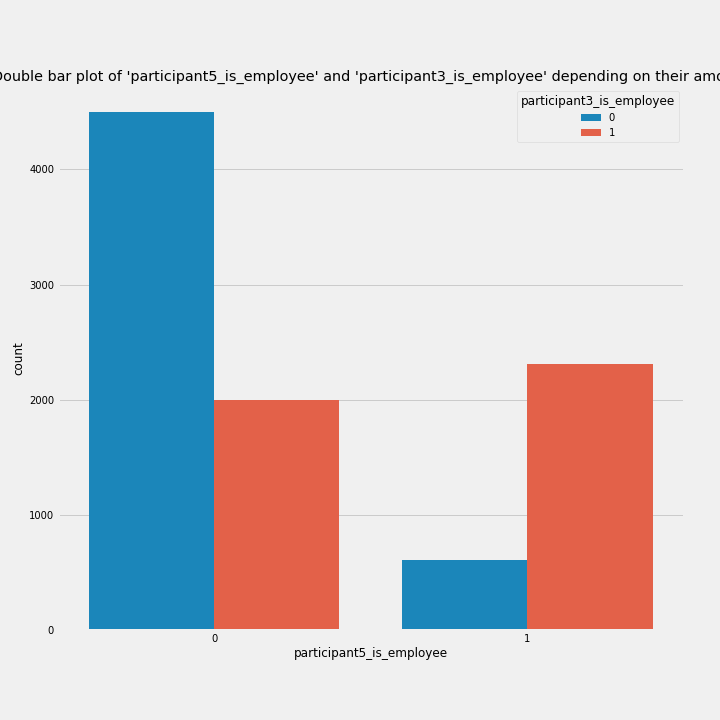 Double bar plot of 'participant5_is_employee' and 'participant3_is_employee' depending on their
participant3_is_employee
0
1
4000
3000
2000
1000
0
count
0
1
participant5_is_employee